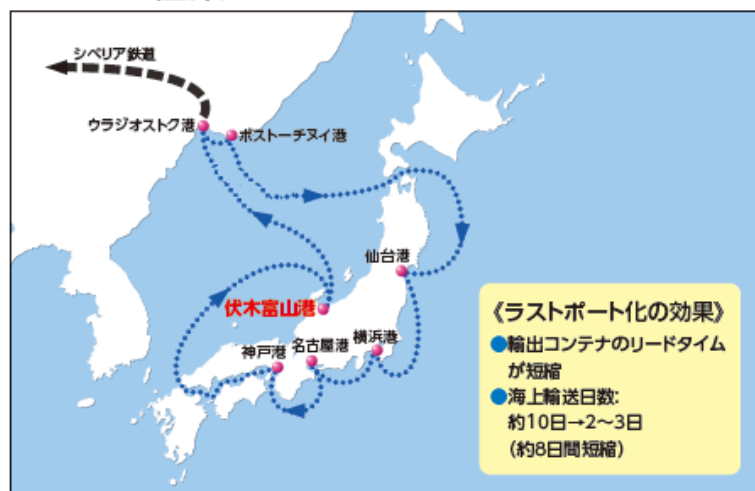 シベリア鉄道
ウラジオストク港
ボストーチヌイ港
仙台港
伏木富山港
横浜港
名古屋港
神戸港
《ラストポート化の効果》
●輸出コンテナのリードタイム
が短縮
●海上輸送日数:
約10日→2〜3日
(約8日間短縮)